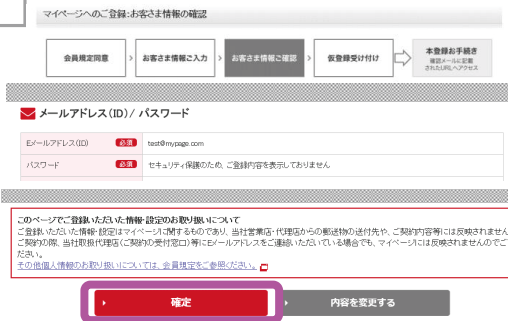 マイページへのご登録:お客さま情報の確認
会員規定同意 > お客さま情報ご入力 > お客さま情報ご確認 > 仮登録受け付け
本登録お手続き
確認メールに記載
されたURLへアクセス
メールアドレス(ID)/ パスワード
Eメールアドレス(ID) 必須 test@mypage.com
パスワード 必須 セキュリティ保護のため、ご登録内容を表示しておりません
このページでご登録いただいた情報・設定のお取り扱いについて
ご登録いただいた情報・設定はマイページに関するものであり、当社営業店・代理店からの郵送物の送付先や、ご契約内容等には反映されません
ご契約の際、当社取扱代理店(ご契約の受付窓口)等にEメールアドレスをご連絡いただいている場合でも、マイページには反映されませんのでご
ださい。
その他個人情報のお取り扱いについては、会員規定をご参照ください。
確定 内容を変更する